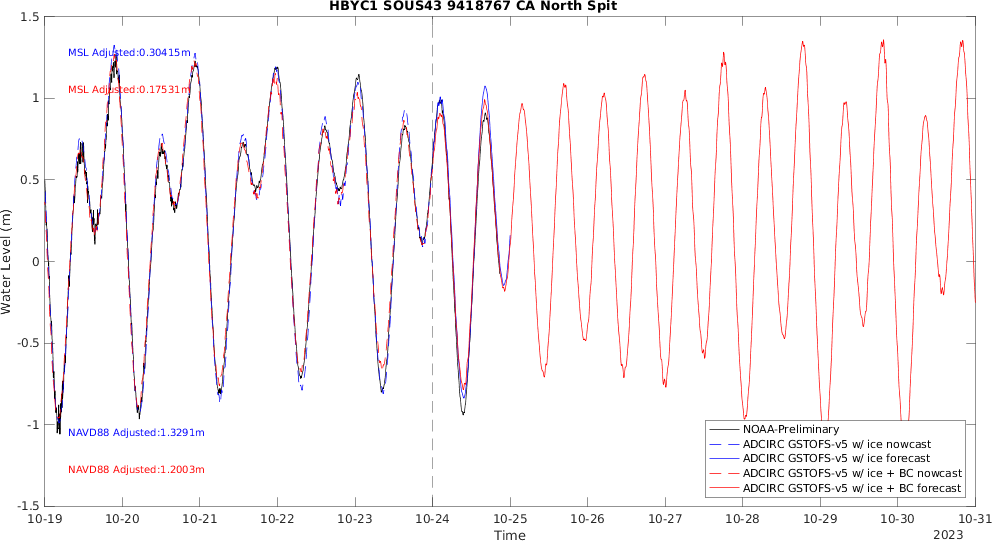 HBYC1 SOUS43 9418767 CA North Spit
1.5
MSL Adjusted:0.30415m
1
MSL Adjusted:0.17531m
0.5
0
-0.5
-1
NAVD88 Adjusted:1.3291m
NAVD88 Adjusted:1.2003m
-1.5
Water Level (m)
NOAA-Preliminary
ADCIRC GSTOFS-v5 w/ ice nowcast
ADCIRC GSTOFS-v5 w/ ice forecast
ADCIRC GSTOFS-v5 w/ ice + BC nowcast
ADCIRC GSTOFS-v5 w/ ice + BC forecast
10-19 10-20 10-21 10-22 10-23 10-24 10-25 10-26 10-27 10-28 10-29 10-30 10-31
Time
2023